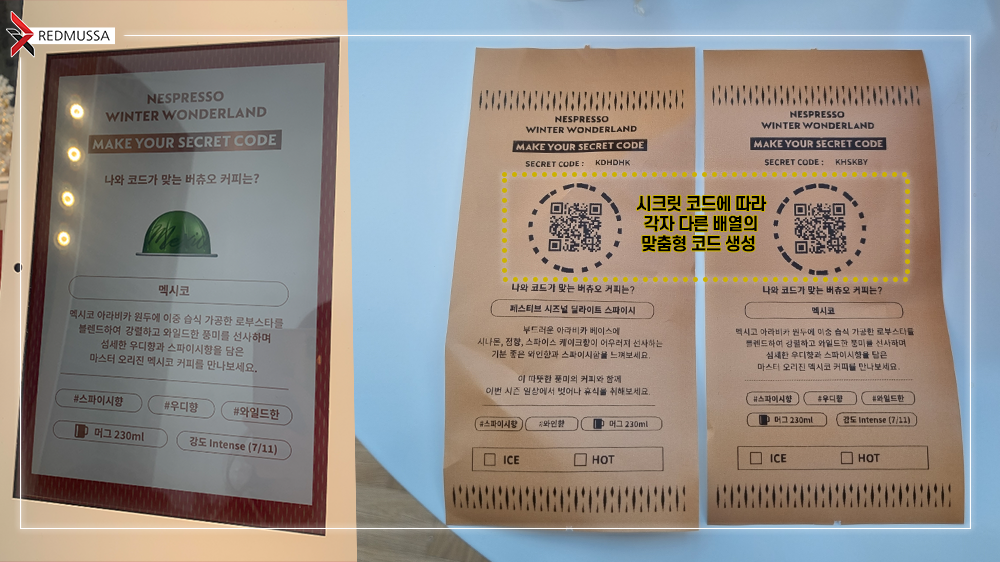 REDMUSSA
NESPRESSO
WINTER WONDERLAND
MAKE YOUR SECRET CODE
나와 코드가 맞는 버츄오 커피는?
멕시코
멕시코 아라비카 원두에 이중 습식 가공한 로부스타를
블렌드하여 강렬하고 와일드한 풍미를 선사하며
섬세한 우디향과 스파이시향을 담은
마스터 오리진 멕시코 커피를 만나보세요.
#스파이시향
#우디향
#와일드한
머그 230ml
강도 Intense (7/11)
NESPRESSO
WINTER WONDERLAND
MAKE YOUR SECRET CODE
SECRET CODE : KDHDHK
시크릿 코드에 따라
각자 다른 배열의
맞춤형 코드 생성
나와 코드가 맞는 버츄오 커피는?
페스티브 시즈널 딜라이트 스파이시
부드러운 아라비카 베이스에
시나몬, 정향, 스파이스 케이크향이 어우러져 선사하는
기분 좋은 와인향과 스파이시함을 느껴보세요.
이 따뜻한 풍미의 커피와 함께
이번 시즌 일상에서 벗어나 휴식을 취해보세요.
#스파이시향
#와인향
머그 230ml
ICE
HOT
NESPRESSO
WINTER WONDERLAND
MAKE YOUR SECRET CODE
SECRET CODE : KHSKBY
나와 코드가 맞는 버츄오 커피는?
멕시코
멕시코 아라비카 원두에 이중 습식 가공한 로부스타를
블렌드하여 강렬하고 와일드한 풍미를 선사하며
섬세한 우디향과 스파이시향을 담은
마스터 오리진 멕시코 커피를 만나보세요.
#스파이시향
#우디향
#와일드한
머그 230ml
강도 Intense (7/11)
ICE
HOT